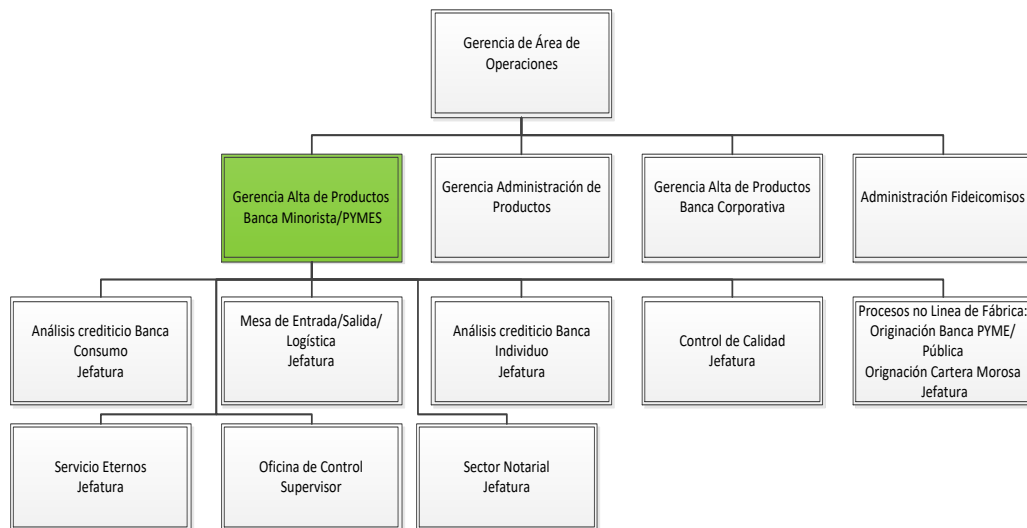 Gerencia de Área de
Operaciones
Gerencia Alta de Productos
Banca Minorista/PYMES
Gerencia Administración de
Productos
Gerencia Alta de Productos
Banca Corporativa
Administración Fideicomisos
Análisis crediticio Banca
Consumo
Jefatura
Mesa de Entrada/Salida/
Logística
Jefatura
Análisis crediticio Banca
Individuo
Jefatura
Control de Calidad
Jefatura
Procesos no Linea de Fábrica:
Originación Banca PYME/
Pública
Orignación Cartera Morosa
Jefatura
Servicio Eternos
Jefatura
Oficina de Control
Supervisor
Sector Notarial
Jefatura